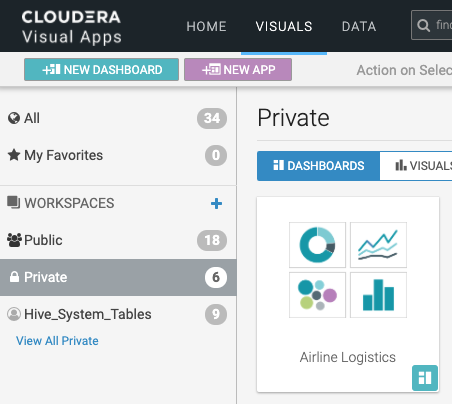 CLOUDERA
Visual Apps
HOME
VISUALS
DATA
NEW DASHBOARD
NEW APP
Action on Selec
All
34
My Favorites
0
WORKSPACES
Public
18
Private
6
Hive_System_Tables
9
View All Private
Private
DASHBOARDS
VISUALS
Airline Logistics